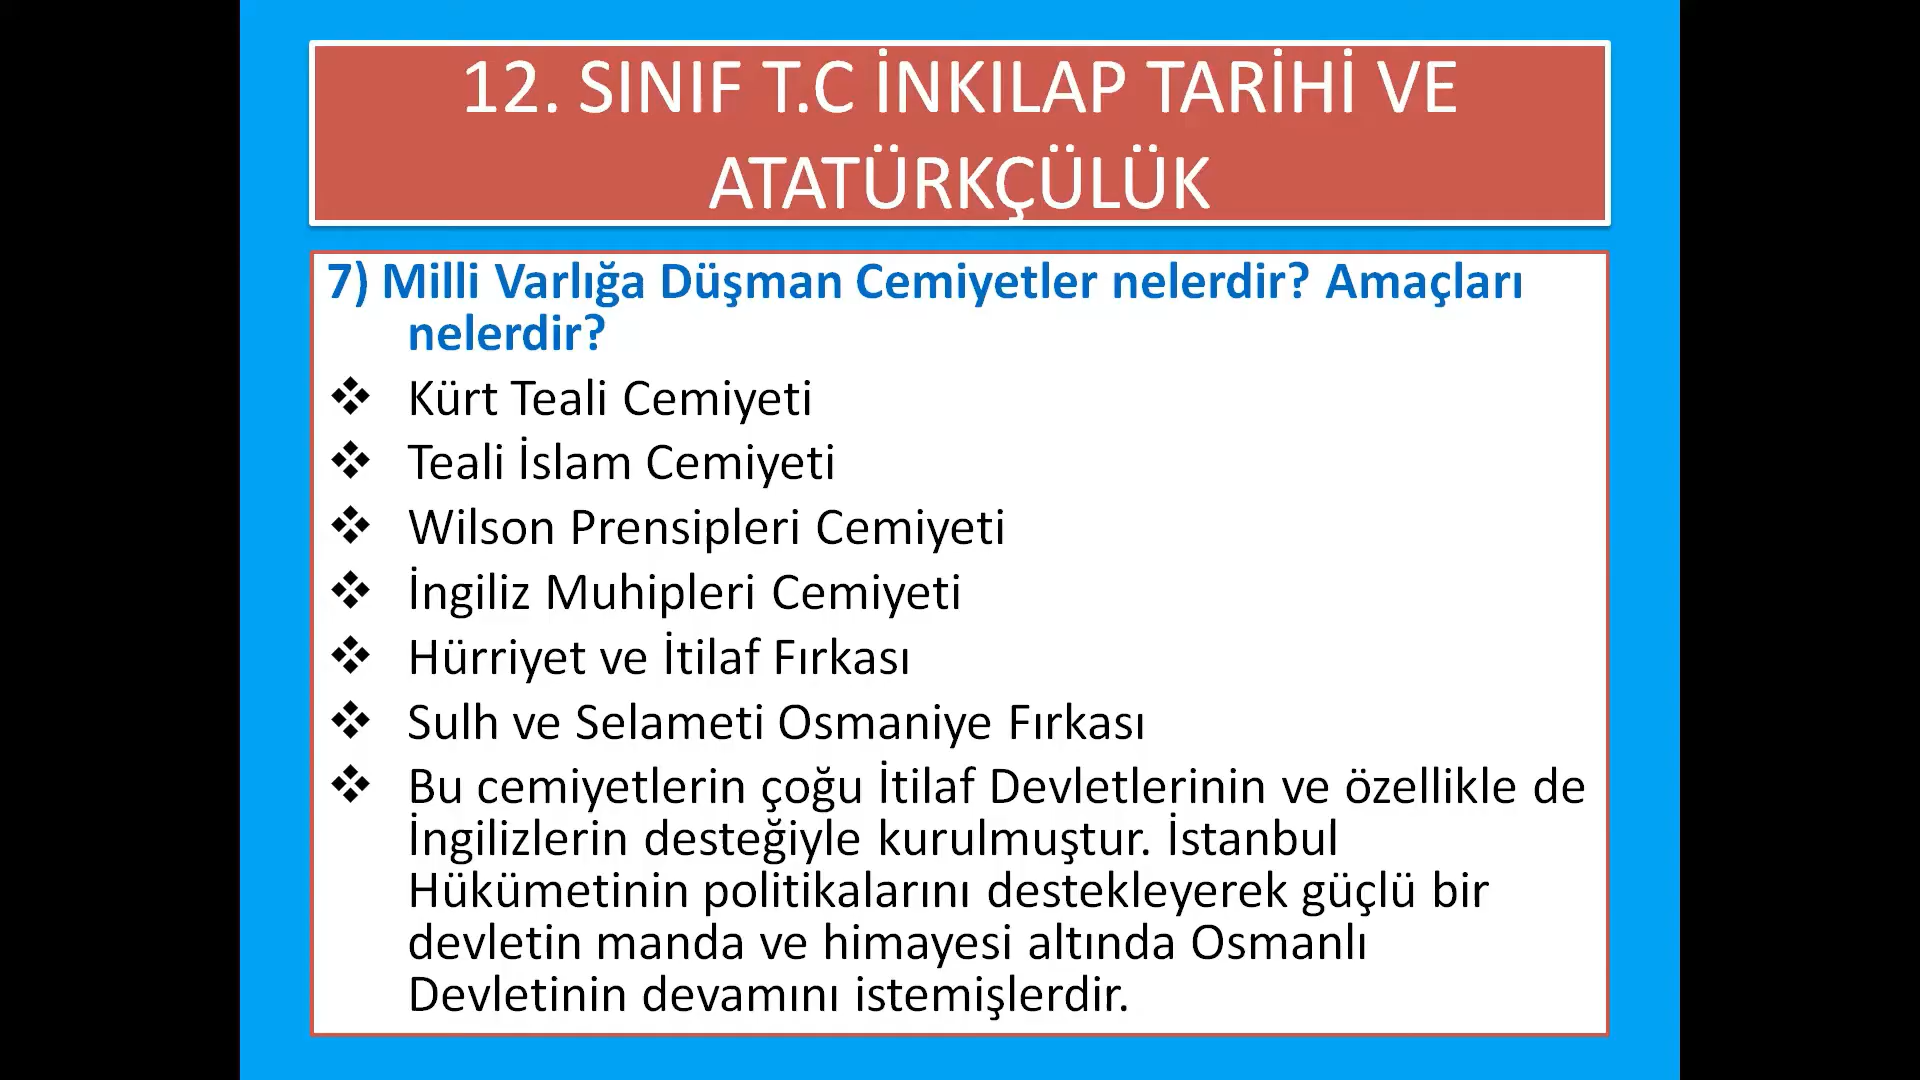 12. SINIF T.C İNKILAP TARİHİ VE
ATATÜRKÇÜLÜK
7) Milli Varlığa Düşman Cemiyetler nelerdir? Amaçları
nelerdir?
❖ Kürt Teali Cemiyeti
❖ Teali İslam Cemiyeti
❖ Wilson Prensipleri Cemiyeti
❖ İngiliz Muhipleri Cemiyeti
❖ Hürriyet ve İtilaf Fırkası
❖ Sulh ve Selameti Osmaniye Fırkası
❖ Bu cemiyetlerin çoğu İtilaf Devletlerinin ve özellikle de
İngilizlerin desteğiyle kurulmuştur. İstanbul
Hükümetinin politikalarını destekleyerek güçlü bir
devletin manda ve himayesi altında Osmanlı
Devletinin devamını istemişlerdir.